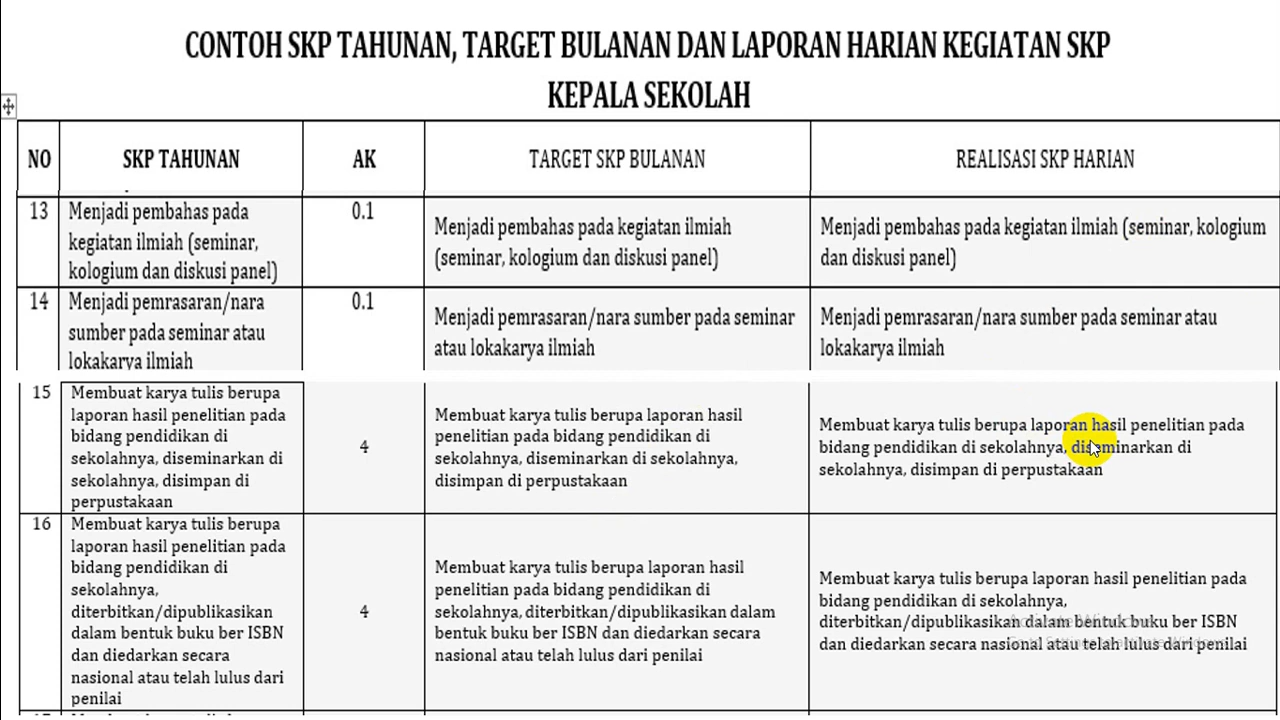 CONTOH SKP TAHUNAN, TARGET BULANAN DAN LAPORAN HARIAN KEGIATAN SKP
KEPALA SEKOLAH
NO
SKP TAHUNAN
AK
TARGET SKP BULANAN
REALISASI SKP HARIAN
13
Menjadi pembahas pada
kegiatan ilmiah (seminar,
kologium dan diskusi panel)
0.1
Menjadi pembahas pada kegiatan ilmiah
(seminar, kologium dan diskusi panel)
Menjadi pembahas pada kegiatan ilmiah (seminar, kologium
dan diskusi panel)
14
Menjadi pemrasaran/nara
sumber pada seminar atau
lokakarya ilmiah
0.1
Menjadi pemrasaran/nara sumber pada seminar
atau lokakarya ilmiah
Menjadi pemrasaran/nara sumber pada seminar atau
lokakarya ilmiah
15
Membuat karya tulis berupa
laporan hasil penelitian pada
bidang pendidikan di
sekolahnya, diseminarkan di
sekolahnya, disimpan di
perpustakaan
4
Membuat karya tulis berupa laporan hasil
penelitian pada bidang pendidikan di
sekolahnya, diseminarkan di sekolahnya,
disimpan di perpustakaan
Membuat karya tulis berupa laporan hasil penelitian pada
bidang pendidikan di sekolahnya, diseminarkan di
sekolahnya, disimpan di perpustakaan
16
Membuat karya tulis berupa
laporan hasil penelitian pada
bidang pendidikan di
sekolahnya,
diterbitkan/dipublikasikan
dalam bentuk buku ber ISBN
dan diedarkan secara
nasional atau telah lulus dari
penilai
4
Membuat karya tulis berupa laporan hasil
penelitian pada bidang pendidikan di
sekolahnya, diterbitkan/dipublikasikan dalam
bentuk buku ber ISBN dan diedarkan secara
nasional atau telah lulus dari penilai
Membuat karya tulis berupa laporan hasil penelitian pada
bidang pendidikan di sekolahnya,
diterbitkan/dipublikasikan dalam bentuk buku ber ISBN
dan diedarkan secara nasional atau telah lulus dari penilai
Activate Windows
Go to Settings to activate Windows.